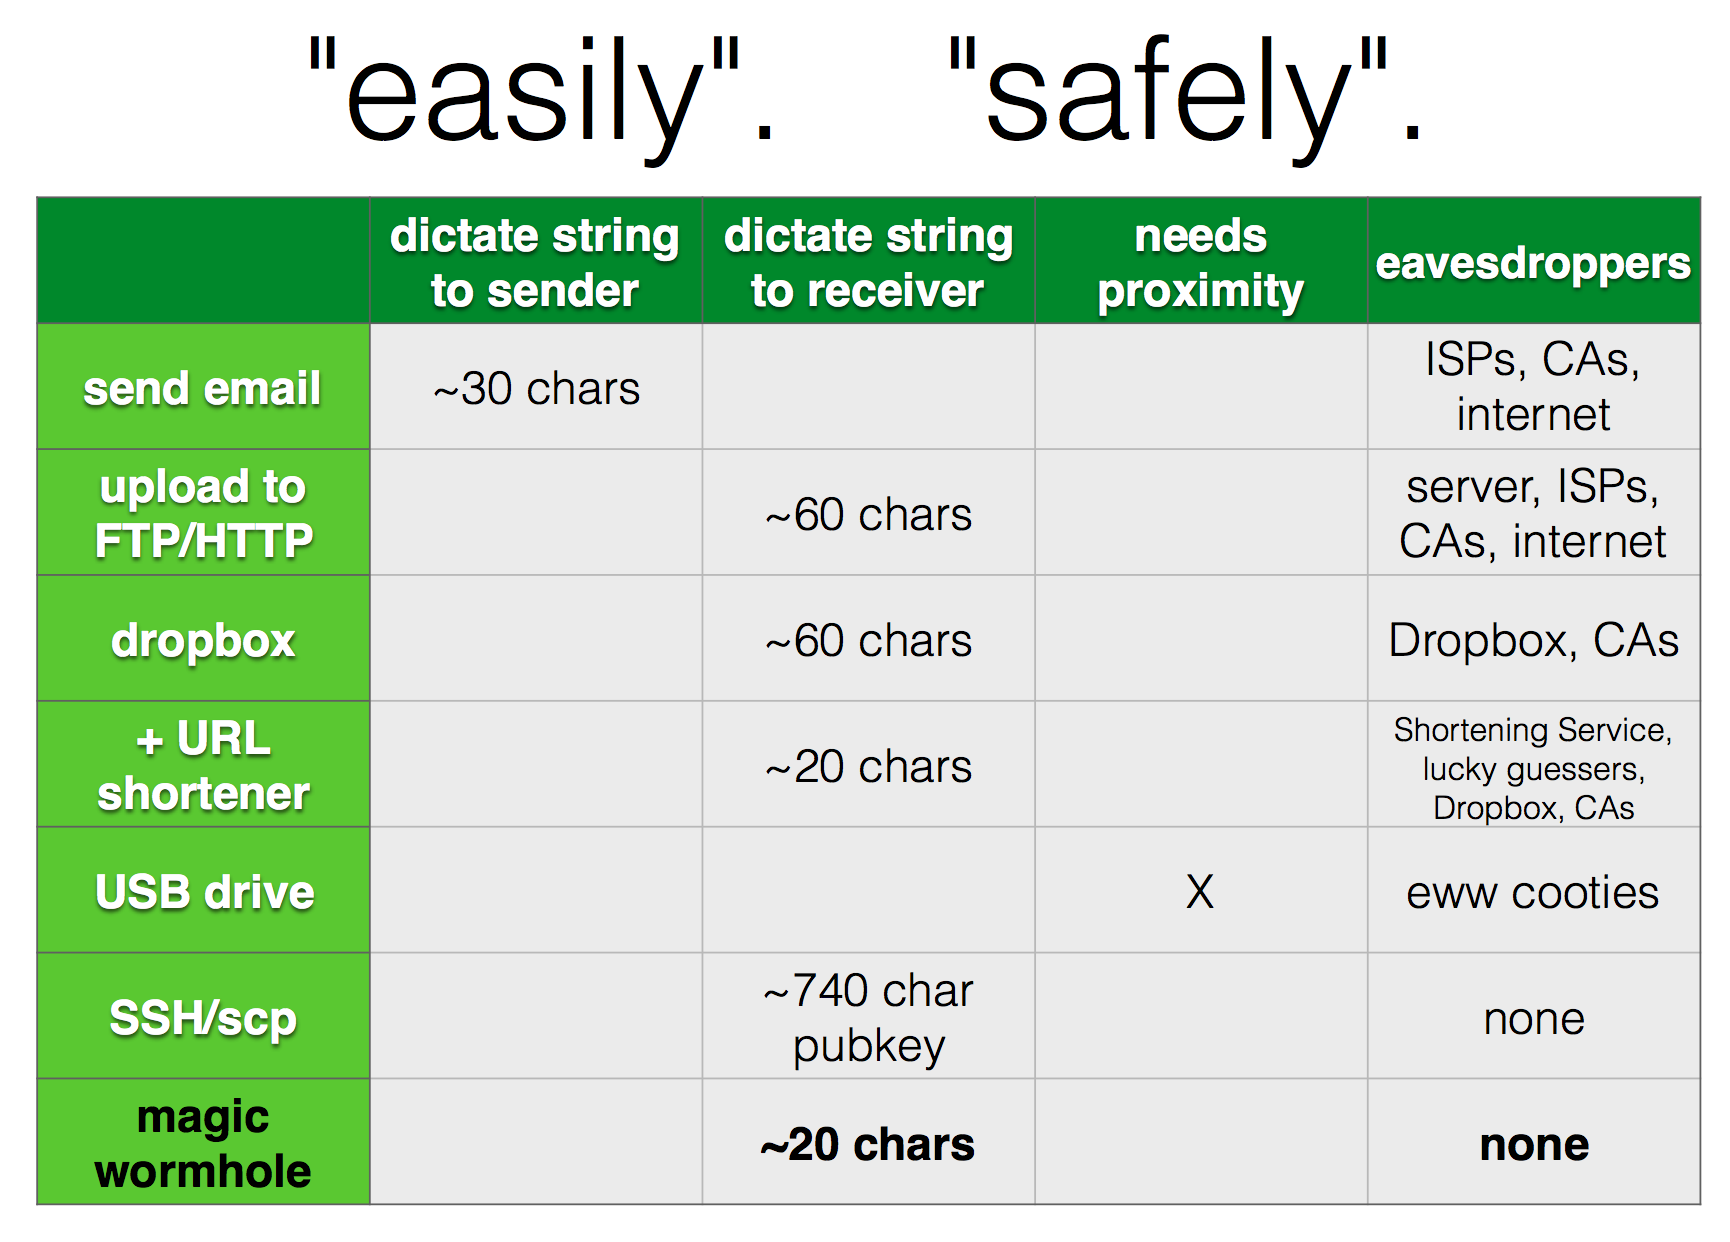 "easily". "safely".
dictate string
to sender
dictate string
to receiver
needs
proximity
eavesdroppers
send email
~30 chars
ISPs, CAs,
internet
upload to
FTP/HTTP
~60 chars
server, ISPs,
CAs, internet
dropbox
~60 chars
Dropbox, CAs
+ URL
shortener
~20 chars
Shortening Service,
lucky guessers,
Dropbox, CAs
USB drive
X
eww cooties
SSH/scp
~740 char
pubkey
none
magic
wormhole
~20 chars
none